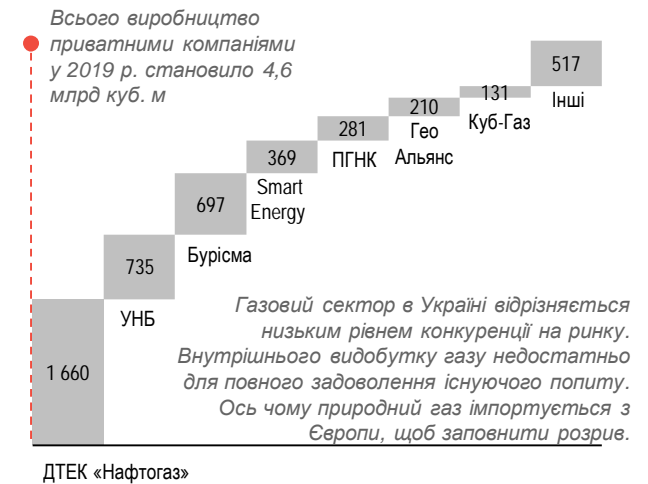 Всього виробництво
приватними компаніями
у 2019 р. становило 4,6
млрд куб. м
517
Інші
131
Куб-Газ
210
Гео
Альянс
281
ПГНК
369
Smart
Energy
697
Бурісма
735
УНБ
Газовий сектор в Україні відрізняється
низьким рівнем конкуренції на ринку.
Внутрішнього видобутку газу недостатньо
для повного задоволення існуючого попиту.
Ось чому природний газ імпортується з
Європи, щоб заповнити розрив.
1 660
ДТЕК «Нафтогаз»